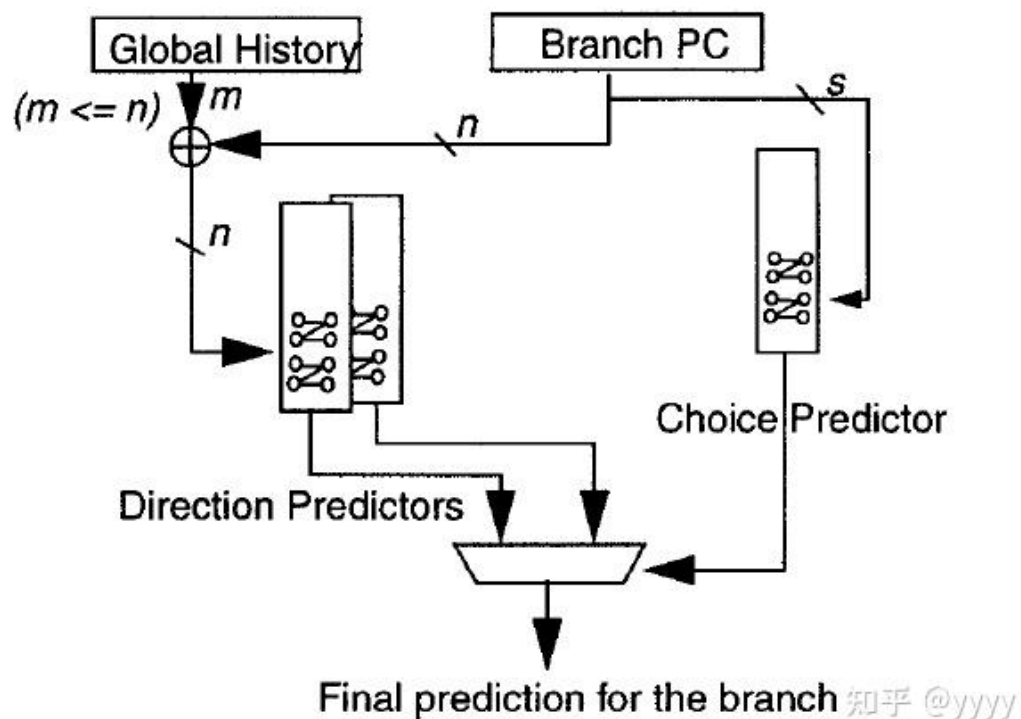 Global History
Branch PC
(m <= n)
m
n
s
n
Choice Predictor
Direction Predictors
Final prediction for the branch
知乎 @yyyy